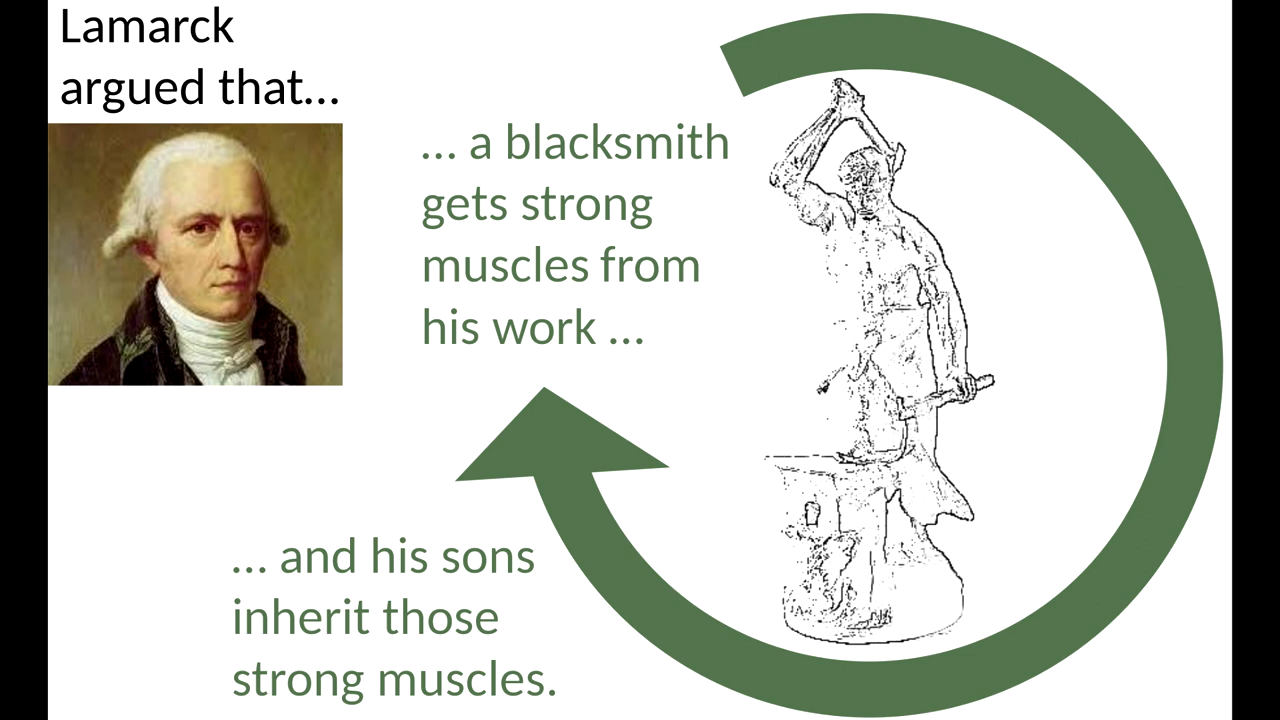 Lamarck
argued that…
… a blacksmith
gets strong
muscles from
his work …
… and his sons
inherit those
strong muscles.